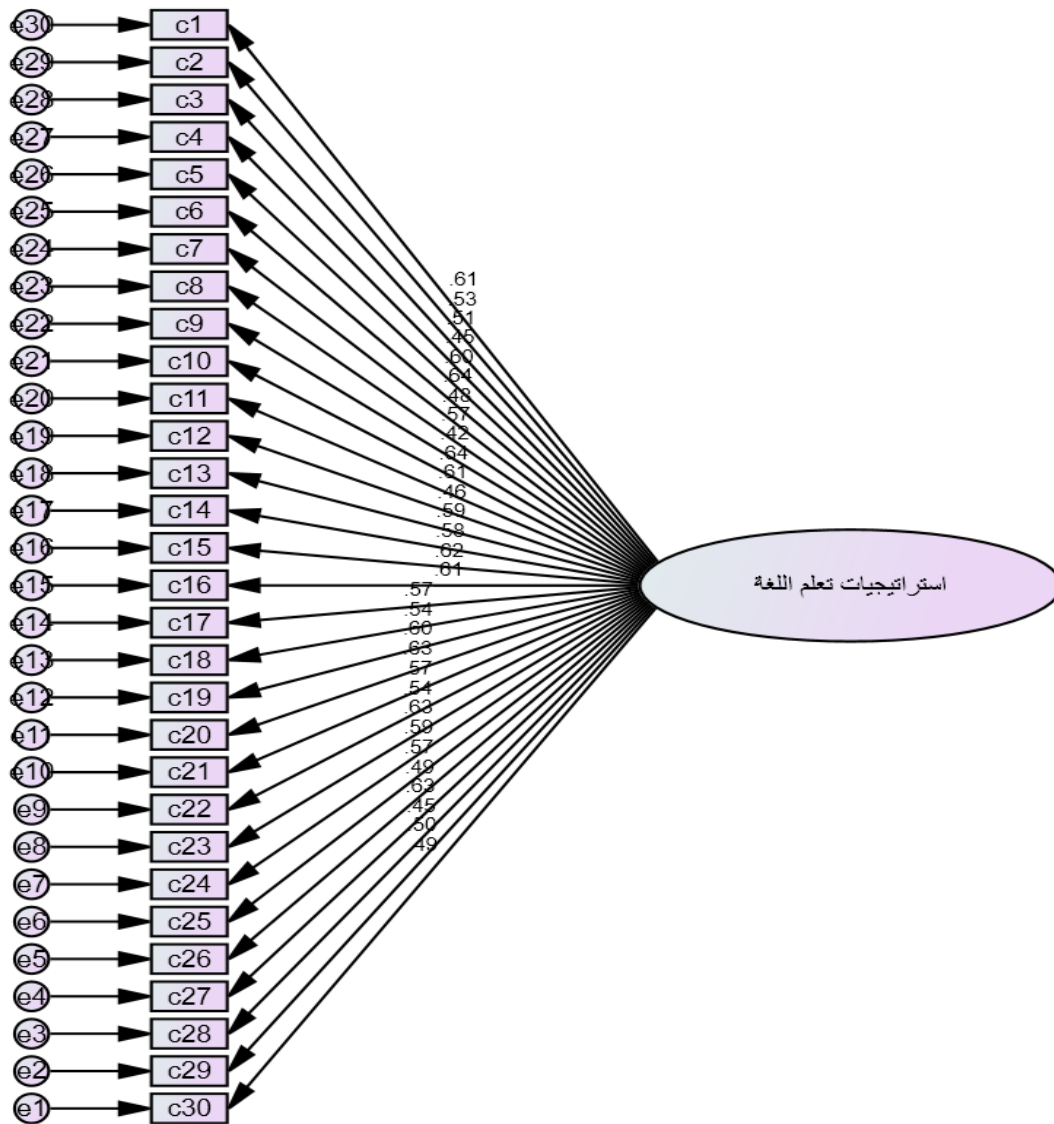 e30 c1
e29 c2
e28 c3
e27 c4
e26 c5
e25 c6
e24 c7
e23 c8
e22 c9
e21 c10
e20 c11
e19 c12
e18 c13
e17 c14
e16 c15
e15 c16
e14 c17
e13 c18
e12 c19
e11 c20
e10 c21
e9 c22
e8 c23
e7 c24
e6 c25
e5 c26
e4 c27
e3 c28
e2 c29
e1 c30
.61
.53
.51
.45
.60
.64
.48
.57
.42
.64
.61
.46
.59
.58
.62
.61
.57
.54
.60
.63
.57
.54
.63
.59
.57
.49
.63
.45
.50
.49
استراتيجيات تعلم اللغة